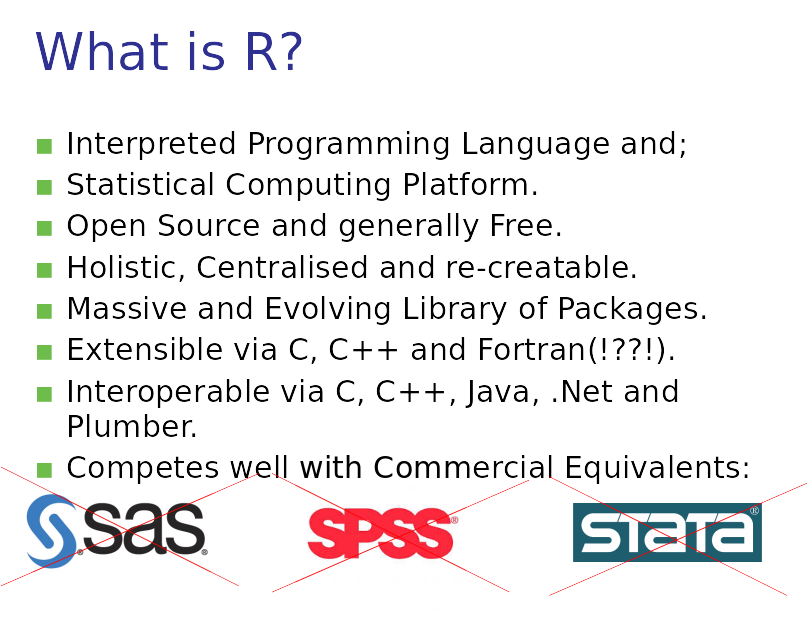 What is R?
Interpreted Programming Language and;
Statistical Computing Platform.
Open Source and generally Free.
Holistic, Centralised and re-creatable.
Massive and Evolving Library of Packages.
Extensible via C, C++ and Fortran(!??!).
Interoperable via C, C++, Java, .Net and
Plumber.
Competes well with Commercial Equivalents:
sas® SPSS® STATA®